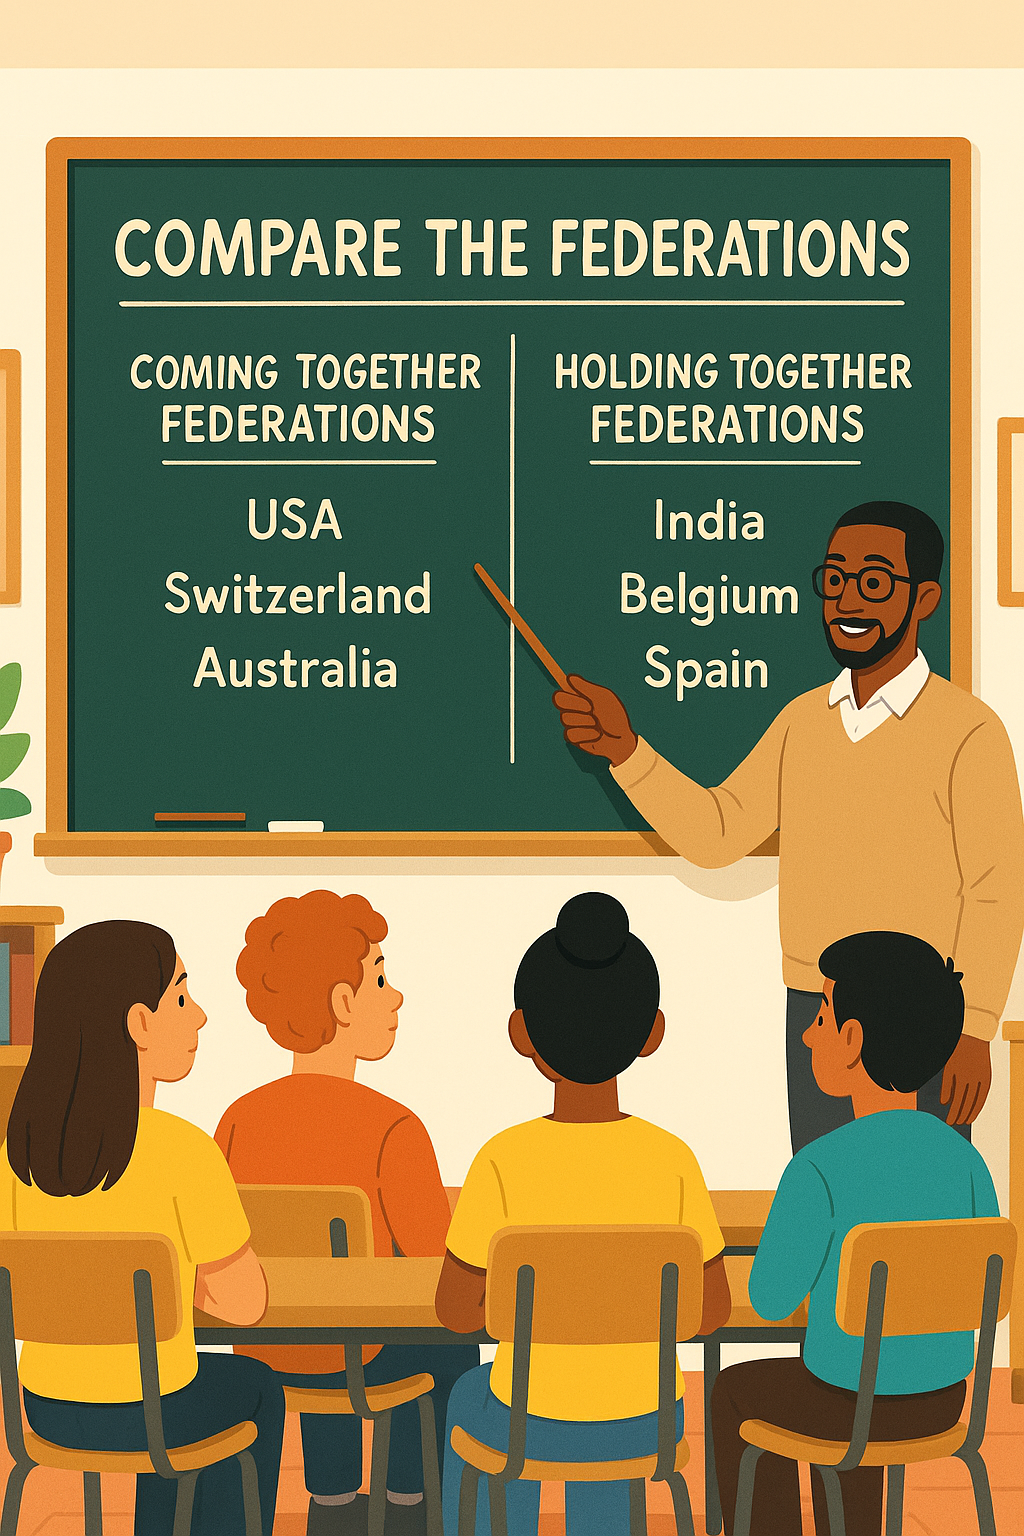 COMPARE THE FEDERATIONS
COMING TOGETHER
FEDERATIONS
USA
Switzerland
Australia
HOLDING TOGETHER
FEDERATIONS
India
Belgium
Spain